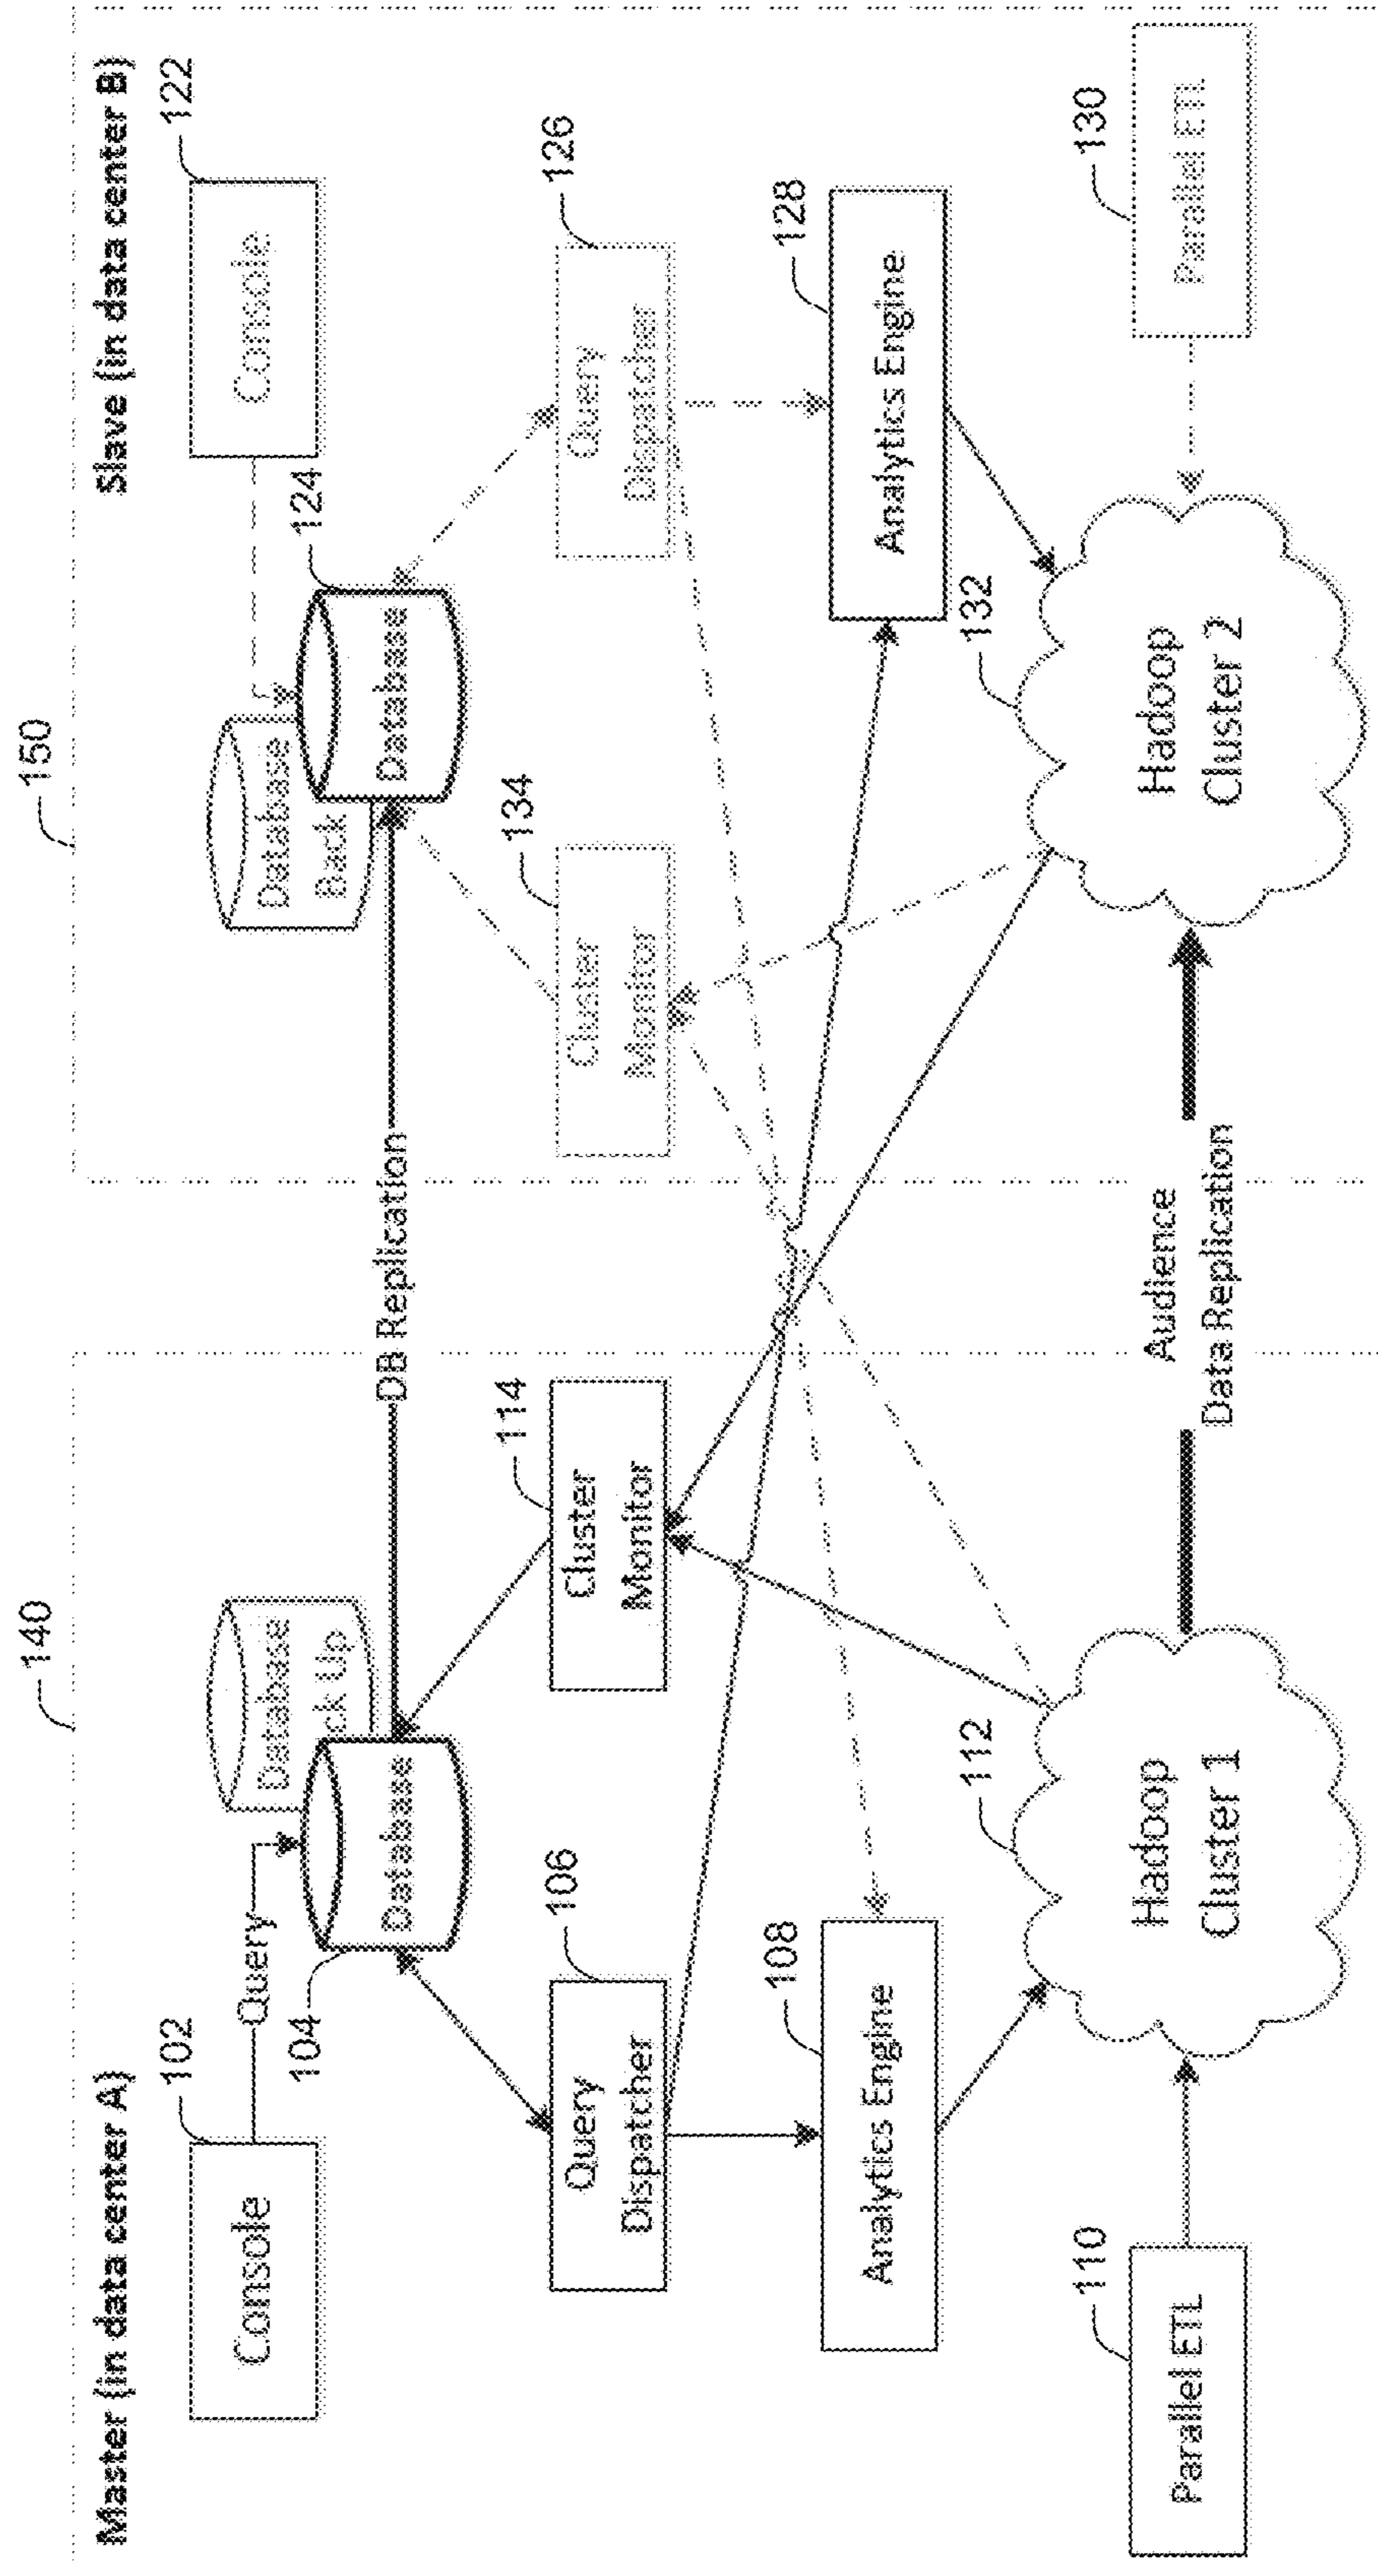 140
150
Master (in data center A)
Slave (in data center B)
102
Console
Query
104
Database
ck Up
Database
DB Replication
Database
Back
Database
124
122
Console
106
Query
Dispatcher
114
Cluster
Monitor
134
Cluster
Monitor
126
Query
Dispatcher
108
Analytics Engine
128
Analytics Engine
110
Parallel ETL
112
Hadoop
Cluster 1
Audience
Data Replication
132
Hadoop
Cluster 2
130
Parallel ETL